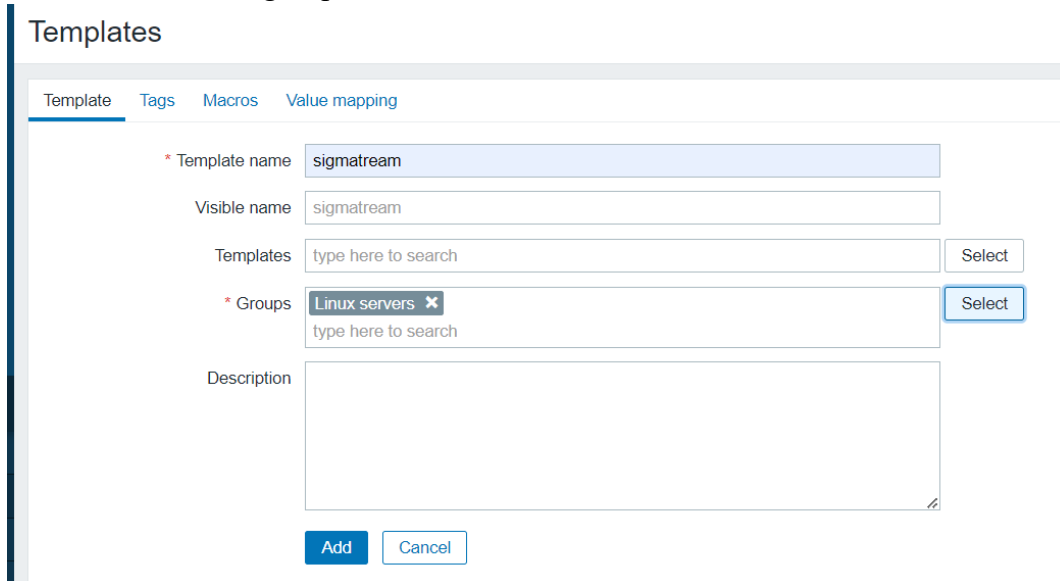 Templates
Template Tags Macros Value mapping
* Template name sigmatream
Visible name sigmatream
Templates type here to search Select
* Groups Linux servers ✖ Select
type here to search
Description
Add Cancel